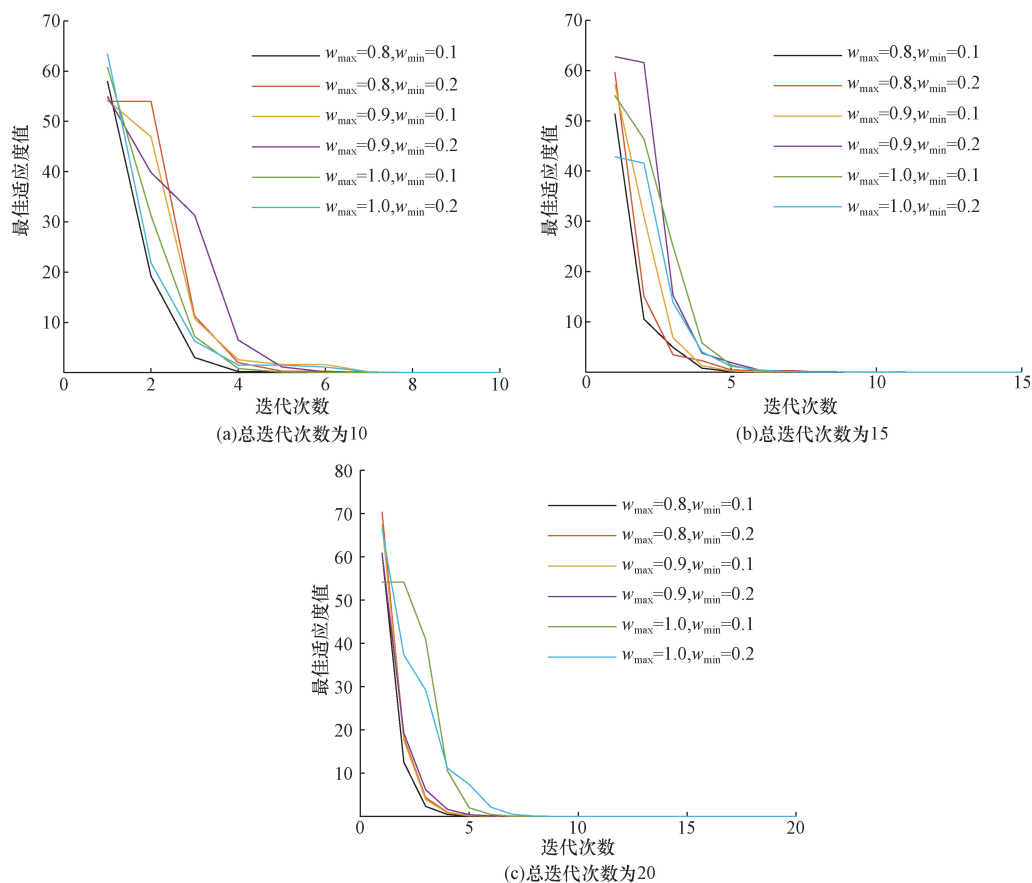 70
60
50
40
30
20
10
0
2
4
6
8
10
最佳适应度值
迭代次数
wmax=0.8,wmin=0.1
wmax=0.8,wmin=0.2
wmax=0.9,wmin=0.1
wmax=0.9,wmin=0.2
wmax=1.0,wmin=0.1
wmax=1.0,wmin=0.2
(a)总迭代次数为10
70
60
50
40
30
20
10
0
5
10
15
最佳适应度值
迭代次数
wmax=0.8,wmin=0.1
wmax=0.8,wmin=0.2
wmax=0.9,wmin=0.1
wmax=0.9,wmin=0.2
wmax=1.0,wmin=0.1
wmax=1.0,wmin=0.2
(b)总迭代次数为15
80
70
60
50
40
30
20
10
0
5
10
15
20
最佳适应度值
迭代次数
wmax=0.8,wmin=0.1
wmax=0.8,wmin=0.2
wmax=0.9,wmin=0.1
wmax=0.9,wmin=0.2
wmax=1.0,wmin=0.1
wmax=1.0,wmin=0.2
(c)总迭代次数为20